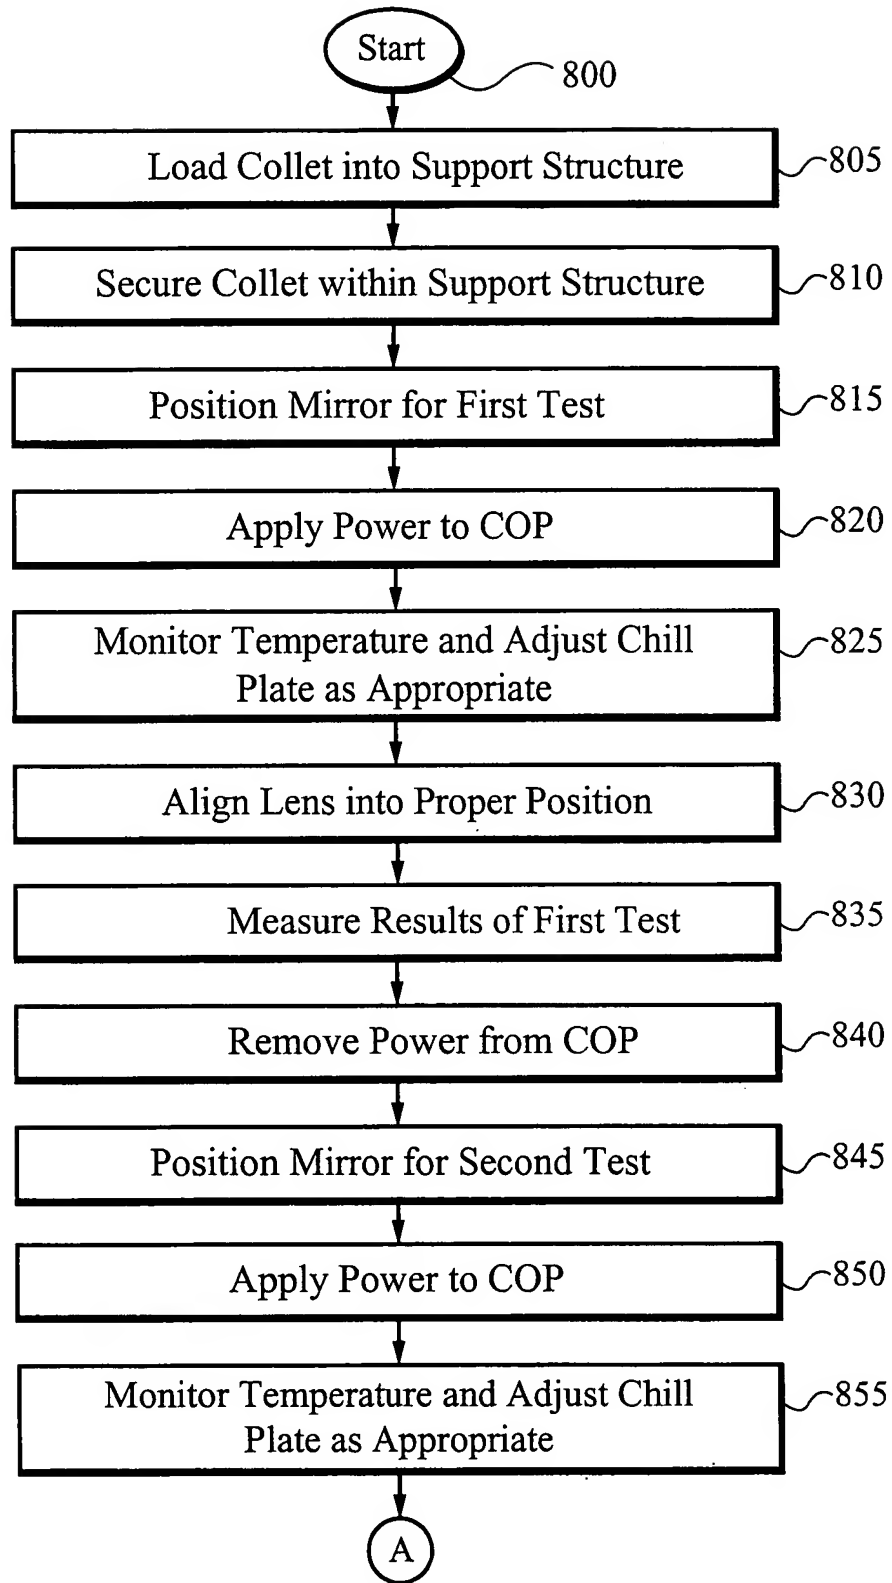 Start
800
Load Collet into Support Structure
805
Secure Collet within Support Structure
810
Position Mirror for First Test
815
Apply Power to COP
820
Monitor Temperature and Adjust Chill
Plate as Appropriate
825
Align Lens into Proper Position
830
Measure Results of First Test
835
Remove Power from COP
840
Position Mirror for Second Test
845
Apply Power to COP
850
Monitor Temperature and Adjust Chill
Plate as Appropriate
855
A